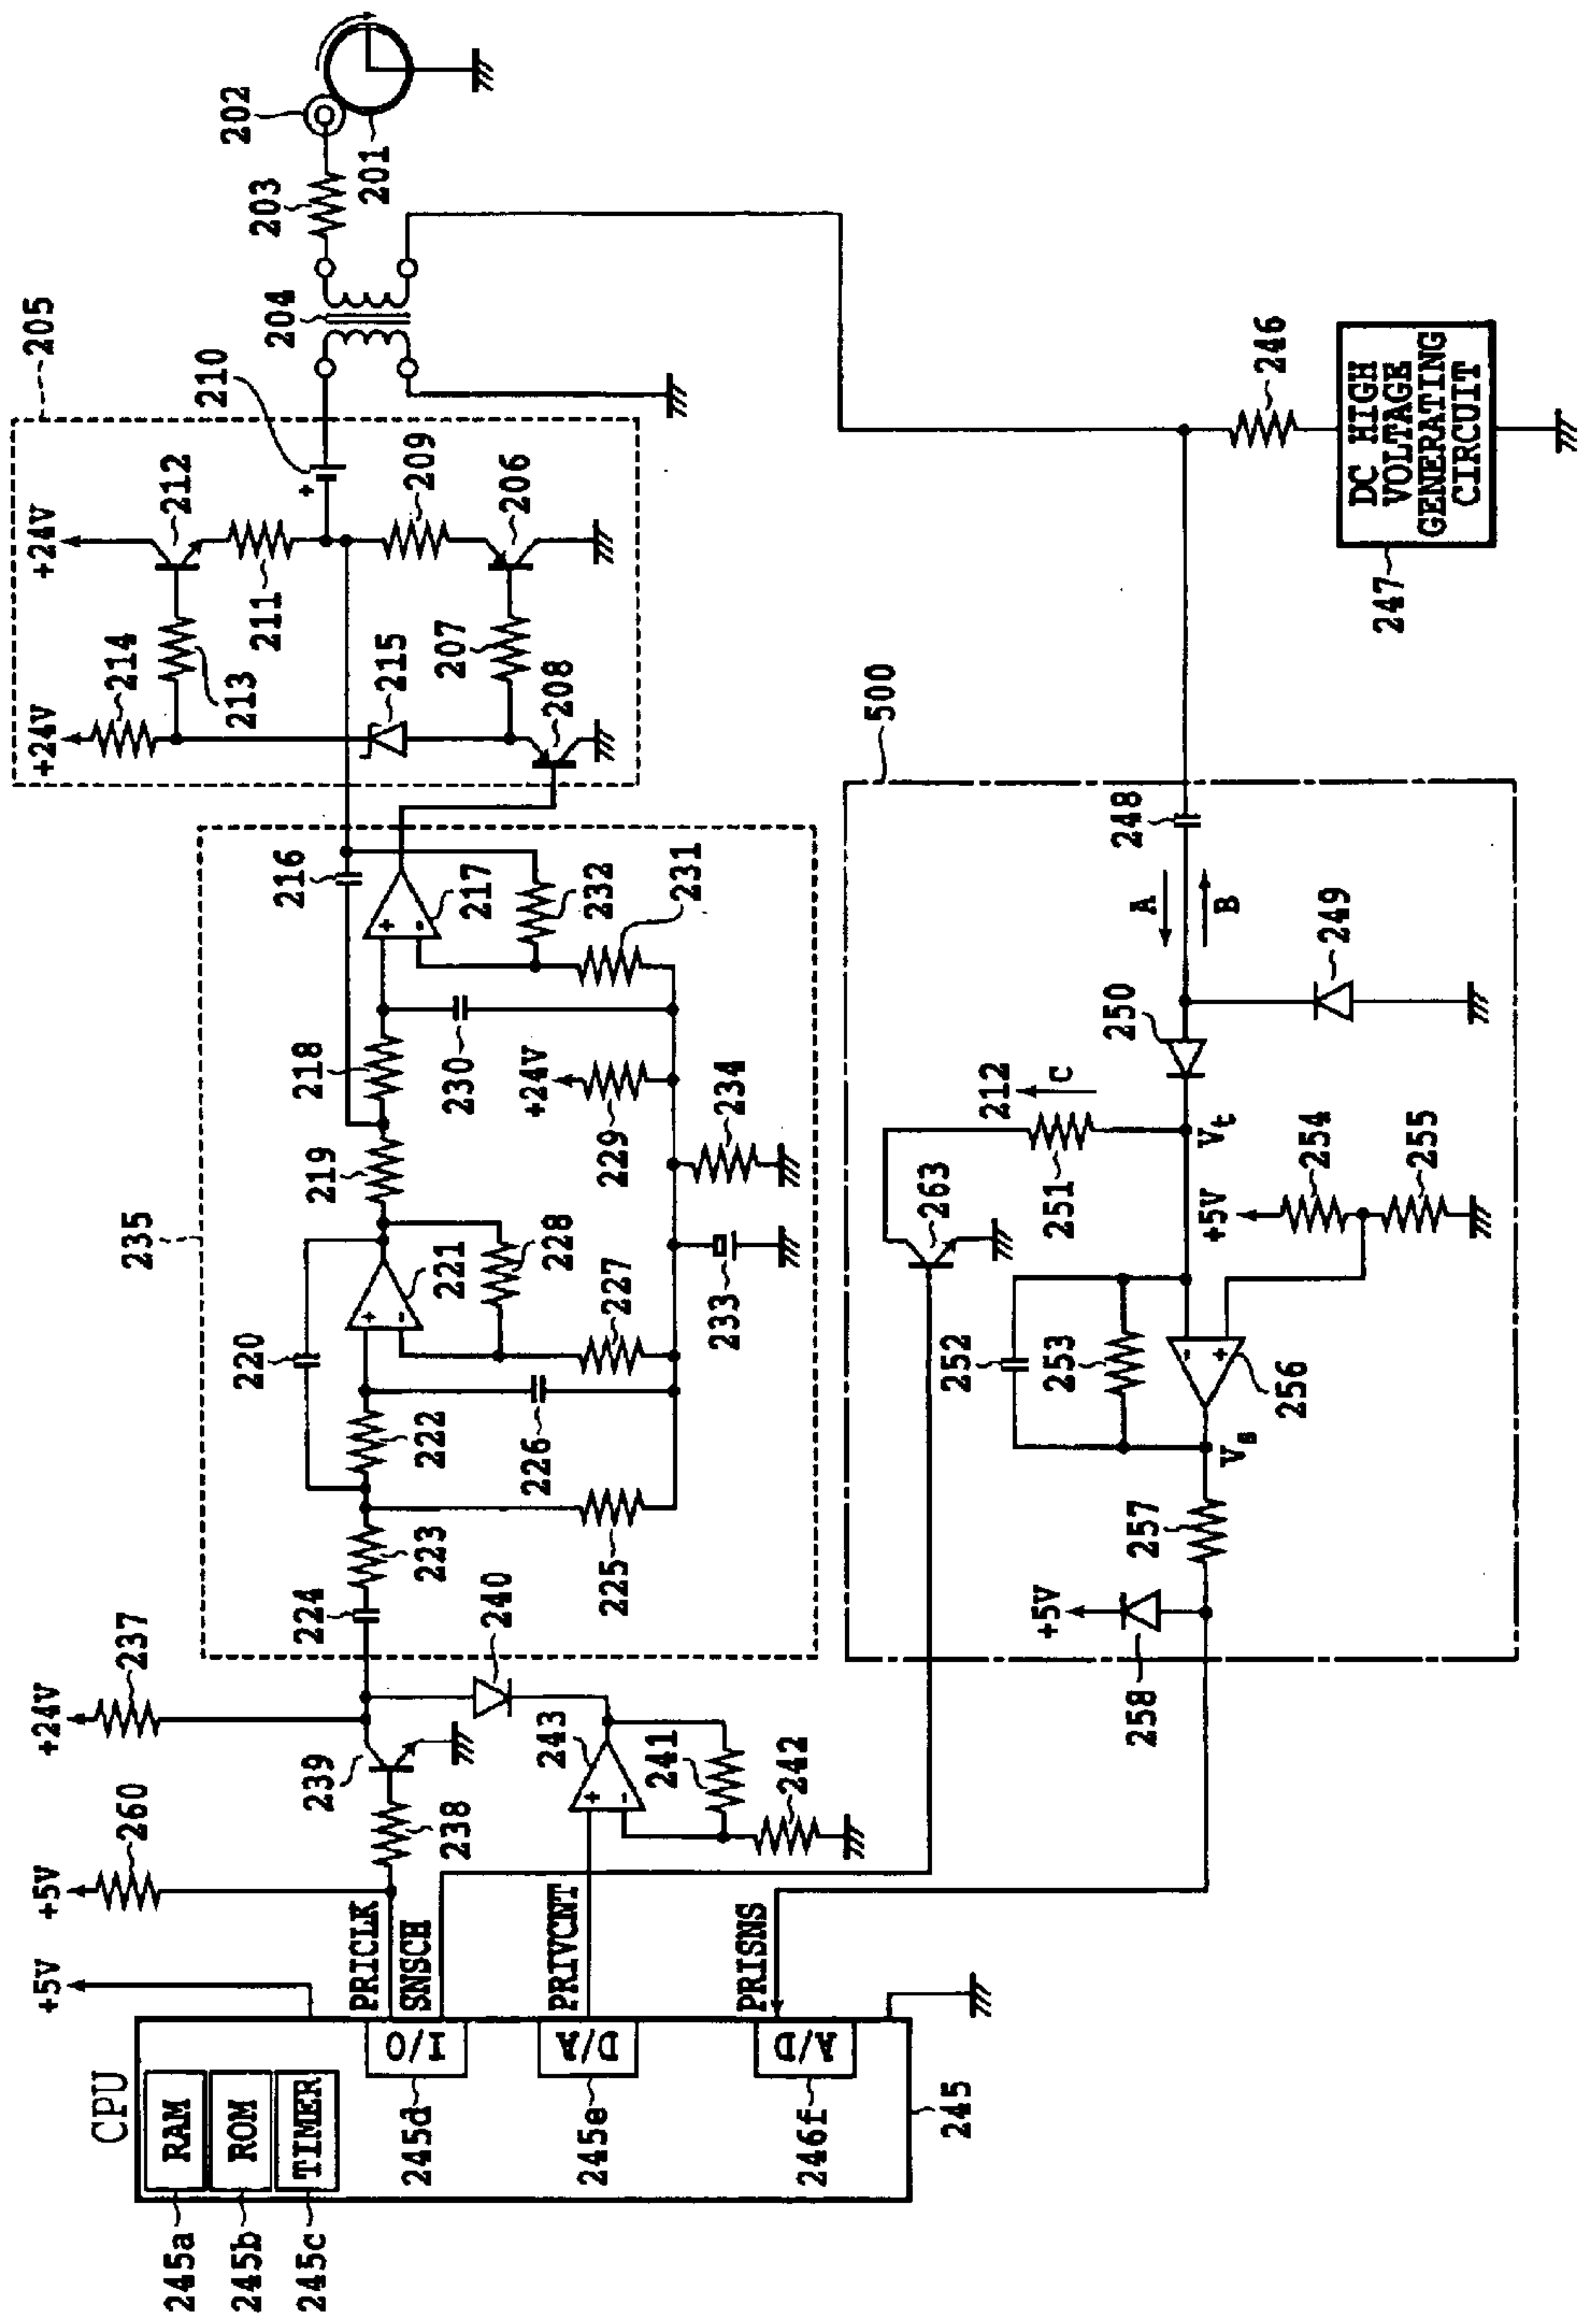 CPU
RAM
ROM
TIMER
245a
245b
245c
245d
245e
246f
245
I/O
D/A
A/D
PRICLK
SNSCH
PRIVCNT
PRISNS
+5V
+5V
260
+24V
237
239
238
240
243
241
242
235
224
223
225
220
222
226
221
+
-
228
227
233
219
218
230
+24V
229
234
216
217
+
-
232
231
205
+24V
214
213
215
207
208
+24V
212
211
210
+
209
206
204
203
202
201
500
+5V
258
257
Vs
252
253
256
-
+
263
251
212
C
Vt
+5V
254
255
250
249
A
B
248
246
247
DC HIGH
VOLTAGE
GENERATING
CIRCUIT